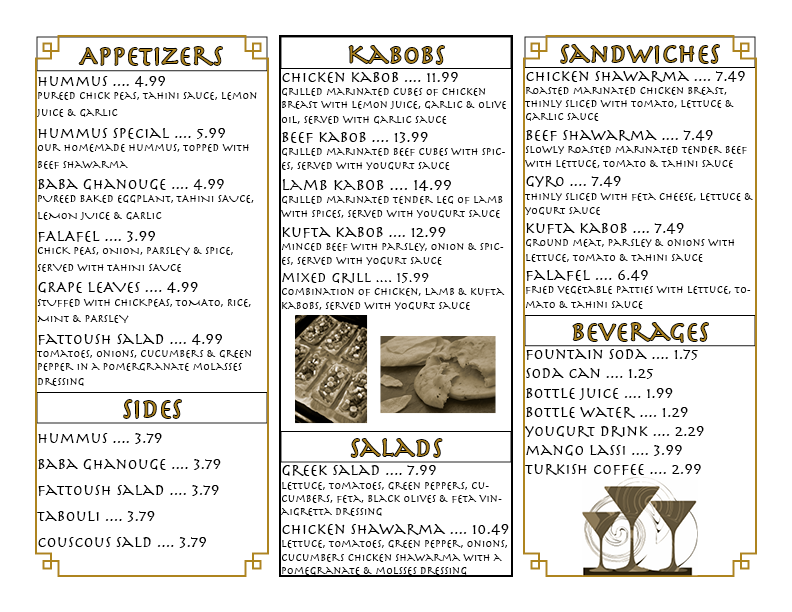 APPETIZERS
HUMMUS .... 4.99
PUREED CHICK PEAS, TAHINI SAUCE, LEMON
JUICE & GARLIC
HUMMUS SPECIAL .... 5.99
OUR HOMEMADE HUMMUS, TOPPED WITH
BEEF SHAWARMA
BABA GHANOUGE .... 4.99
PUREED BAKED EGGPLANT, TAHINI SAUCE,
LEMON JUICE & GARLIC
FALAFEL .... 3.99
CHICK PEAS, ONION, PARSLEY & SPICE,
SERVED WITH TAHINI SAUCE
GRAPE LEAVES .... 4.99
STUFFED WITH CHICKPEAS, TOMATO, RICE,
MINT & PARSLEY
FATTOUSH SALAD .... 4.99
TOMATOES, ONIONS, CUCUMBERS & GREEN
PEPPER IN A POMERGRANATE MOLASSES
DRESSING
SIDES
HUMMUS .... 3.79
BABA GHANOUGE .... 3.79
FATTOUSH SALAD .... 3.79
TABOULI .... 3.79
COUSCOUS SALD .... 3.79
KABOBS
CHICKEN KABOB .... 11.99
GRILLED MARINATED CUBES OF CHICKEN
BREAST WITH LEMON JUICE, GARLIC & OLIVE
OIL, SERVED WITH GARLIC SAUCE
BEEF KABOB .... 13.99
GRILLED MARINATED BEEF CUBES WITH SPIC-
ES, SERVED WITH YOUGURT SAUCE
LAMB KABOB .... 14.99
GRILLED MARINATED TENDER LEG OF LAMB
WITH SPICES, SERVED WITH YOUGURT SAUCE
KUFTA KABOB .... 12.99
MINCED BEEF WITH PARSLEY, ONION & SPIC-
ES, SERVED WITH YOGURT SAUCE
MIXED GRILL .... 15.99
COMBINATION OF CHICKEN, LAMB & KUFTA
KABOBS, SERVED WITH YOGURT SAUCE
SALADS
GREEK SALAD .... 7.99
LETTUCE, TOMATOES, GREEN PEPPERS, CU-
CUMBERS, FETA, BLACK OLIVES & FETA VIN-
AIGRETTA DRESSING
CHICKEN SHAWARMA .... 10.49
LETTUCE, TOMATOES, GREEN PEPPER, ONIONS,
CUCUMBERS CHICKEN SHAWARMA WITH A
POMEGRANATE & MOLSSES DRESSING
SANDWICHES
CHICKEN SHAWARMA .... 7.49
ROASTED MARINATED CHICKEN BREAST,
THINLY SLICED WITH TOMATO, LETTUCE &
GARLIC SAUCE
BEEF SHAWARMA .... 7.49
SLOWLY ROASTED MARINATED TENDER BEEF
WITH LETTUCE, TOMATO & TAHINI SAUCE
GYRO .... 7.49
THINLY SLICED WITH FETA CHEESE, LETTUCE &
YOGURT SAUCE
KUFTA KABOB .... 7.49
GROUND MEAT, PARSLEY & ONIONS WITH
LETTUCE, TOMATO & TAHINI SAUCE
FALAFEL .... 6.49
FRIED VEGETABLE PATTIES WITH LETTUCE, TO-
MATO & TAHINI SAUCE
BEVERAGES
FOUNTAIN SODA .... 1.75
SODA CAN .... 1.25
BOTTLE JUICE .... 1.99
BOTTLE WATER .... 1.29
YOUGURT DRINK .... 2.29
MANGO LASSI .... 3.99
TURKISH COFFEE .... 2.99